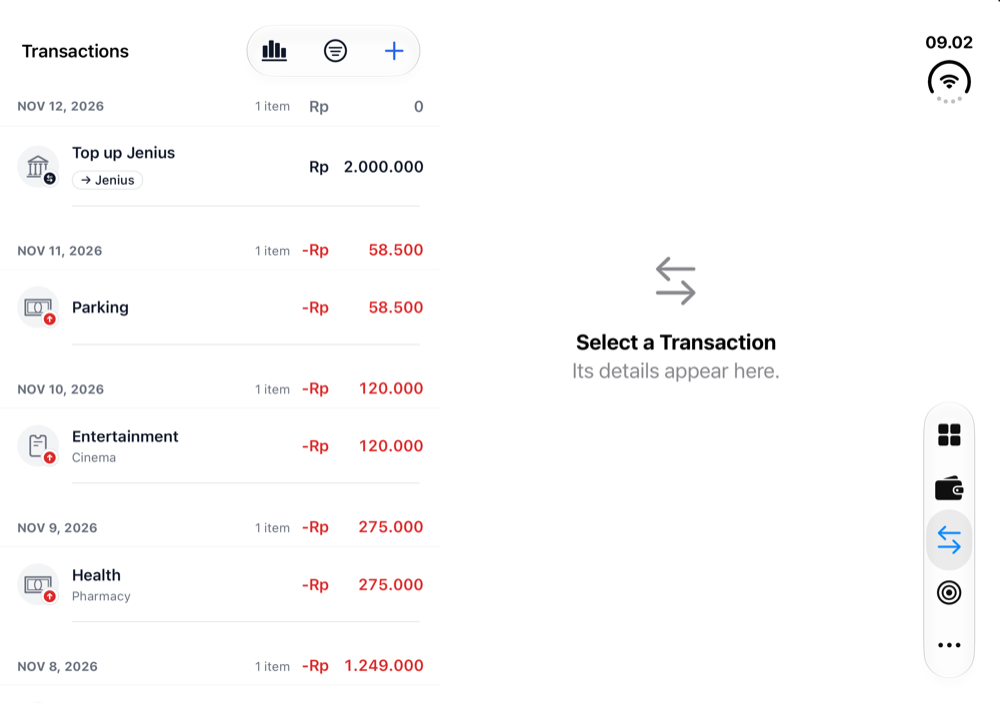 Transactions
NOV 12, 2026 1 item Rp 0
Top up Jenius
→ Jenius
Rp 2.000.000
NOV 11, 2026 1 item -Rp 58.500
Parking -Rp 58.500
NOV 10, 2026 1 item -Rp 120.000
Entertainment
Cinema
-Rp 120.000
NOV 9, 2026 1 item -Rp 275.000
Health
Pharmacy
-Rp 275.000
NOV 8, 2026 1 item -Rp 1.249.000
Select a Transaction
Its details appear here.
09.02